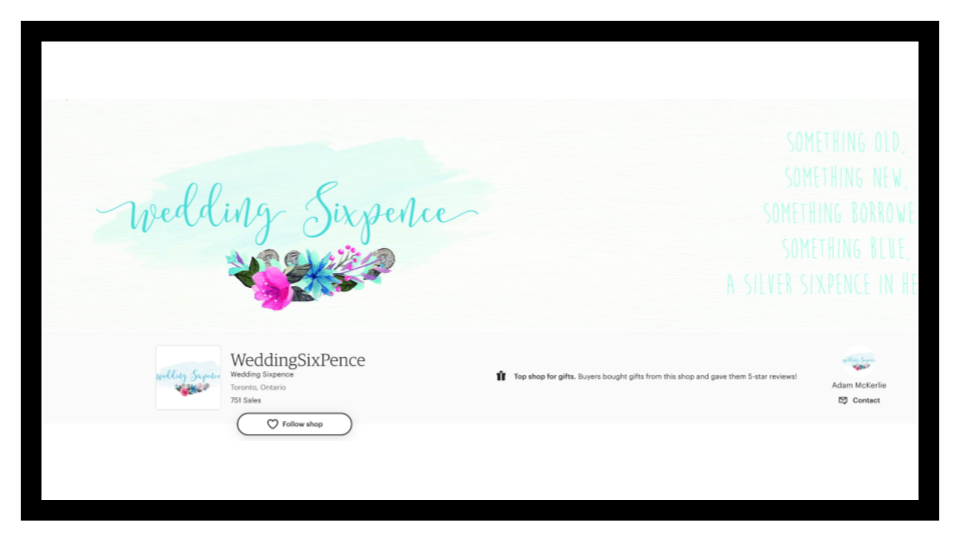 SOMETHING OLD,
SOMETHING NEW,
SOMETHING BORROWE
SOMETHING BLUE,
A SILVER SIXPENCE IN HE
wedding Sixpence
wedding Sixpence
WeddingSixPence
Wedding Sixpence
Toronto, Ontario
751 Sales
Follow shop
Top shop for gifts. Buyers bought gifts from this shop and gave them 5-star reviews!
wedding Sixpence
Adam McKerlie
Contact